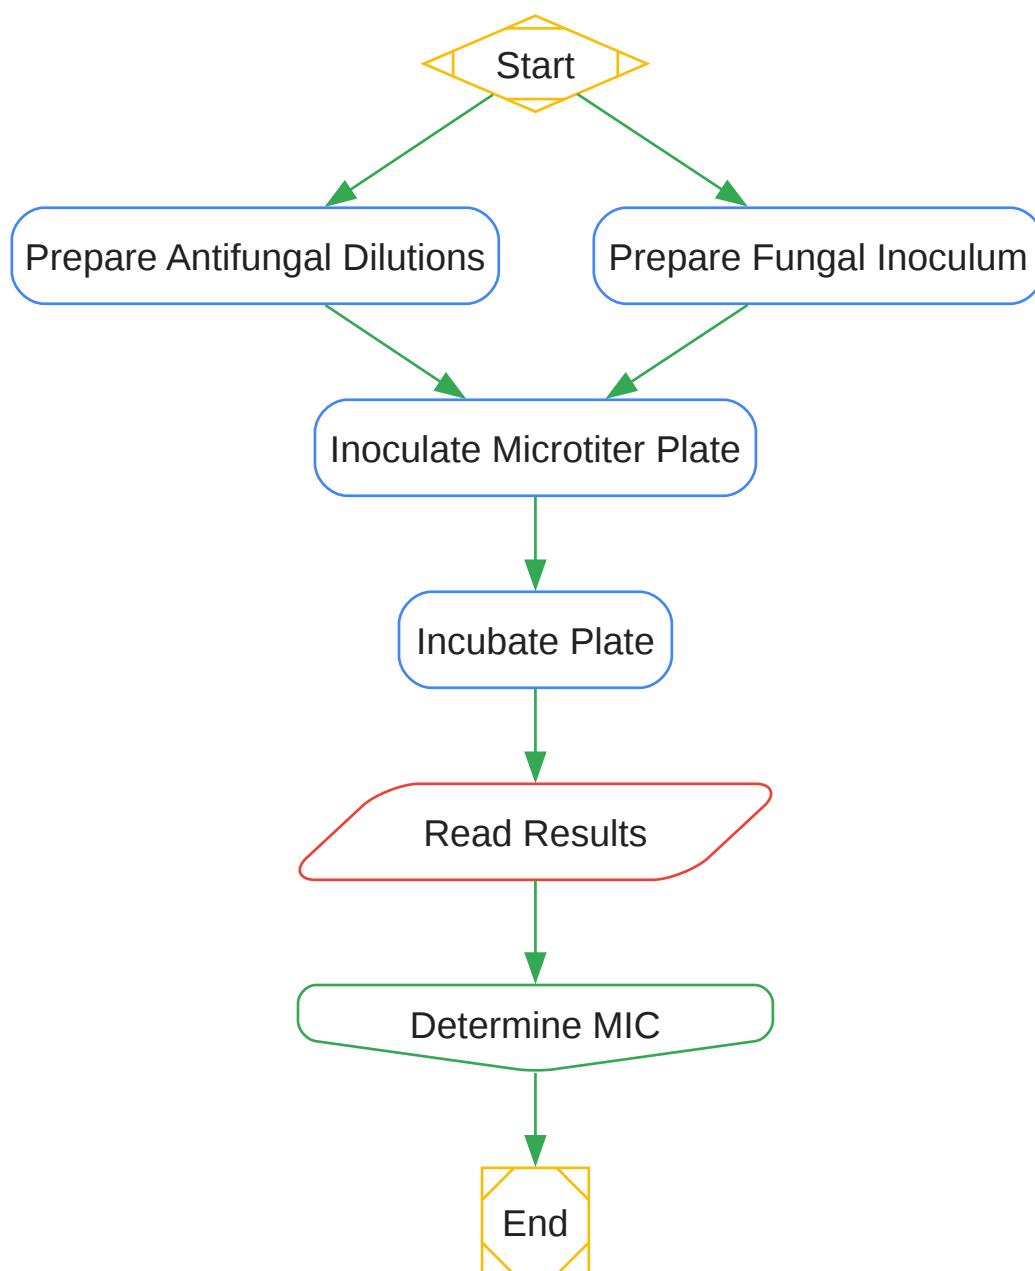 Start
Prepare Antifungal Dilutions
Prepare Fungal Inoculum
Inoculate Microtiter Plate
Incubate Plate
Read Results
Determine MIC
End